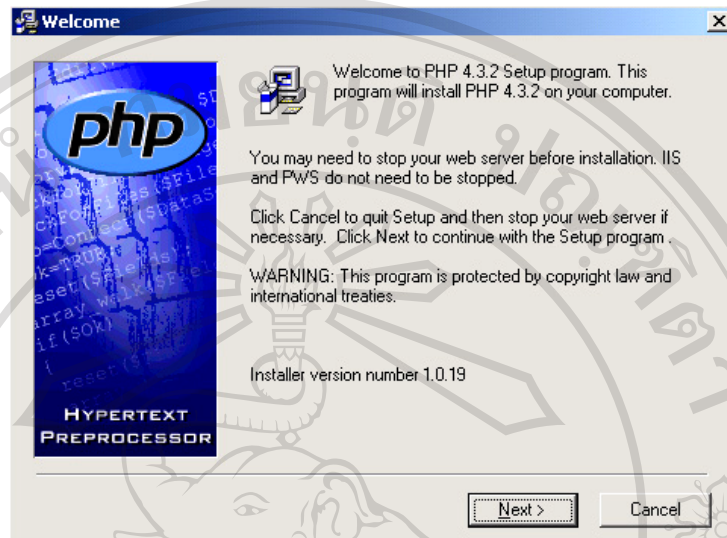 Welcome
php
Welcome to PHP 4.3.2 Setup program. This
program will install PHP 4.3.2 on your computer.
You may need to stop your web server before installation. IIS
and PWS do not need to be stopped.
Click Cancel to quit Setup and then stop your web server if
necessary. Click Next to continue with the Setup program .
WARNING: This program is protected by copyright law and
international treaties.
Installer version number 1.0.19
HYPERTEXT
PREPROCESSOR
Next >
Cancel